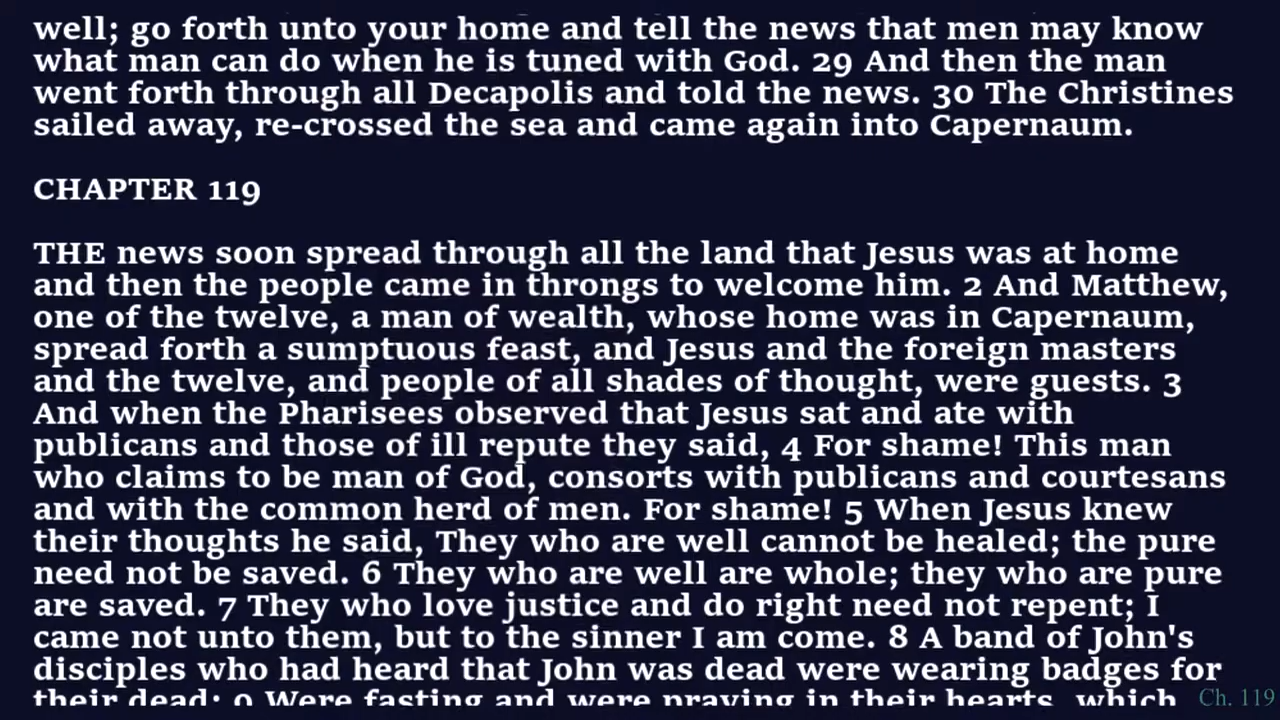 well; go forth unto your home and tell the news that men may know
what man can do when he is tuned with God. 29 And then the man
went forth through all Decapolis and told the news. 30 The Christines
sailed away, re-crossed the sea and came again into Capernaum.
CHAPTER 119
THE news soon spread through all the land that Jesus was at home
and then the people came in throngs to welcome him. 2 And Matthew,
one of the twelve, a man of wealth, whose home was in Capernaum,
spread forth a sumptuous feast, and Jesus and the foreign masters
and the twelve, and people of all shades of thought, were guests. 3
And when the Pharisees observed that Jesus sat and ate with
publicans and those of ill repute they said, 4 For shame! This man
who claims to be man of God, consorts with publicans and courtesans
and with the common herd of men. For shame! 5 When Jesus knew
their thoughts he said, They who are well cannot be healed; the pure
need not be saved. 6 They who are well are whole; they who are pure
are saved. 7 They who love justice and do right need not repent; I
came not unto them, but to the sinner I am come. 8 A band of John's
disciples who had heard that John was dead were wearing badges for
their dead; 9 Were fasting and were praying in their hearts, which
Ch. 119